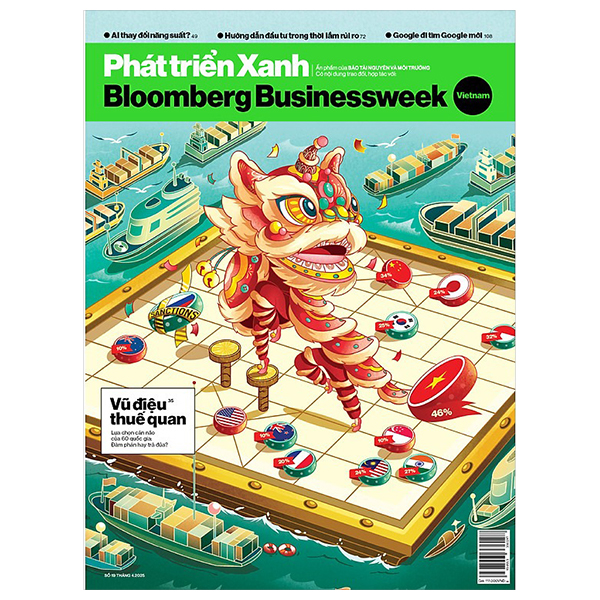 AI thay đổi năng suất? 49
Hướng dẫn đầu tư trong thời lắm rủi ro 72
Google đi tìm Google mới 108
Phát triển Xanh
Ấn phẩm của BÁO TÀI NGUYÊN VÀ MÔI TRƯỜNG
Có nội dung trao đổi, hợp tác với:
Bloomberg Businessweek
Vietnam
34%
24%
25%
32%
SANCTIONS
10%
46%
10%
10%
20%
24%
27%
Vũ điệu 35
thuế quan
Lựa chọn cân não
của 60 quốc gia:
Đàm phán hay trả đũa?
SỐ 19 THÁNG 4.2025